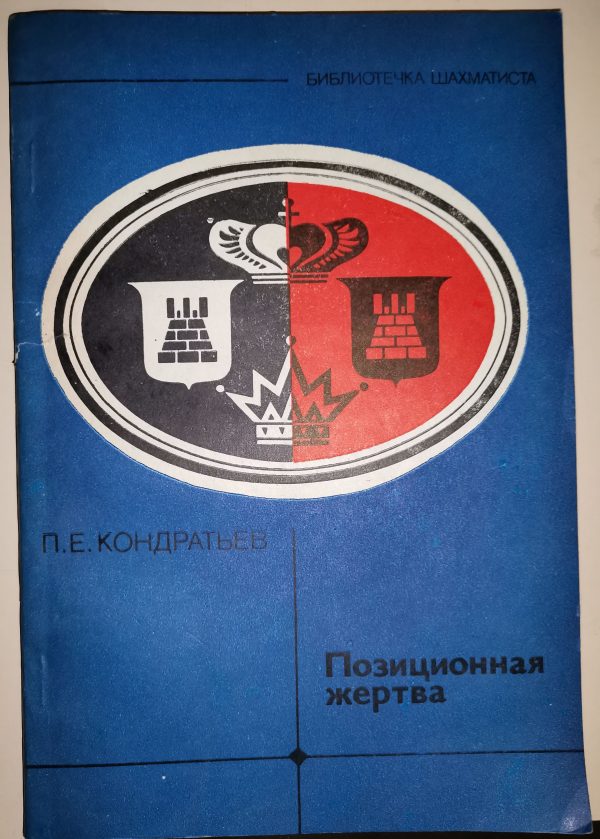 БИБЛИОТЕЧКА ШАХМАТИСТА
П.Е.КОНДРАТЬЕВ
Позиционная
жертва